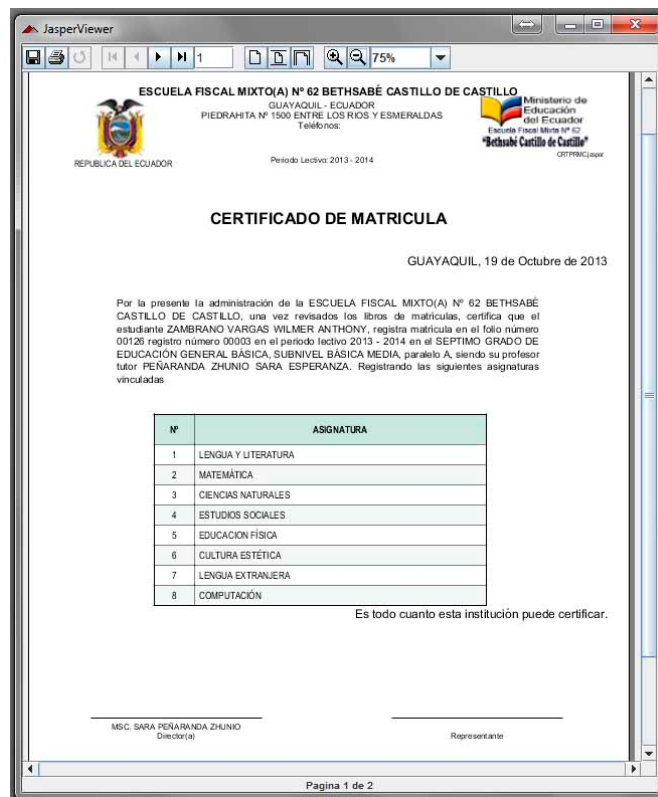 JasperViewer
1
75%
ESCUELA FISCAL MIXTO(A) Nº 62 BETHSABÉ CASTILLO DE CASTILLO
GUAYAQUIL - ECUADOR
PIEDRAHITA Nº 1500 ENTRE LOS RIOS Y ESMERALDAS
Teléfonos:
Ministerio de
Educación
del Ecuador
Escuela Fiscal Mixta Nº 62
"Bethsabé Castillo de Castillo"
REPUBLICA DEL ECUADOR
Periodo Lectivo: 2013 - 2014
CRTPRMC.jasper
CERTIFICADO DE MATRICULA
GUAYAQUIL, 19 de Octubre de 2013
Por la presente la administración de la ESCUELA FISCAL MIXTO(A) Nº 62 BETHSABÉ
CASTILLO DE CASTILLO, una vez revisados los libros de matriculas, certifica que el
estudiante ZAMBRANO VARGAS WILMER ANTHONY, registra matricula en el folio número
00126 registro número 00003 en el periodo lectivo 2013 - 2014 en el SEPTIMO GRADO DE
EDUCACIÓN GENERAL BÁSICA, SUBNIVEL BÁSICA MEDIA, paralelo A, siendo su profesor
tutor PEÑARANDA ZHUNIO SARA ESPERANZA. Registrando las siguientes asignaturas
vinculadas
Nº ASIGNATURA
1 LENGUA Y LITERATURA
2 MATEMÁTICA
3 CIENCIAS NATURALES
4 ESTUDIOS SOCIALES
5 EDUCACION FÍSICA
6 CULTURA ESTÉTICA
7 LENGUA EXTRANJERA
8 COMPUTACIÓN
Es todo cuanto esta institución puede certificar.
MSC. SARA PEÑARANDA ZHUNIO
Director(a)
Representante
Pagina 1 de 2